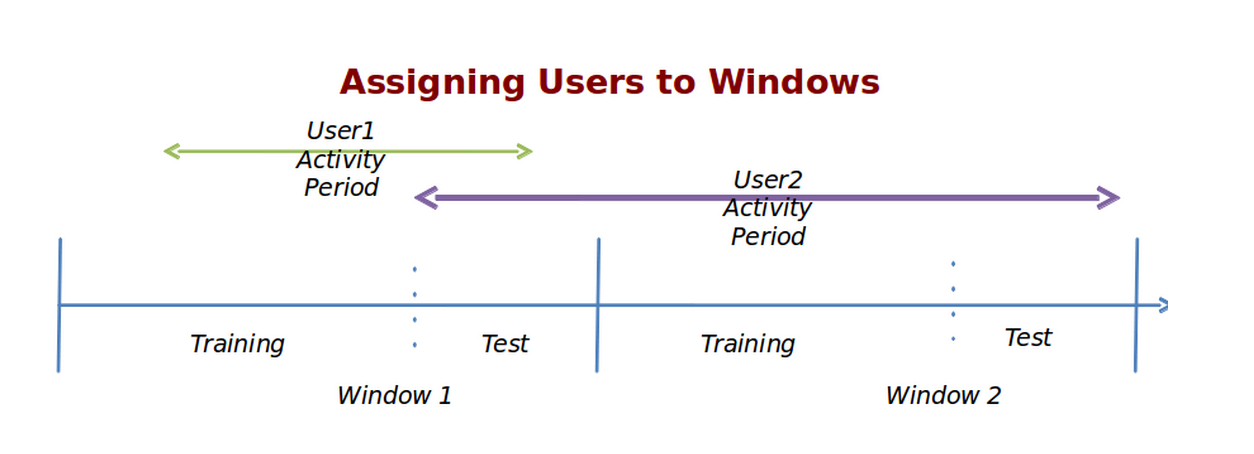 Assigning Users to Windows
User1
Activity
Period
User2
Activity
Period
Training
Test
Training
Test
Window 1
Window 2